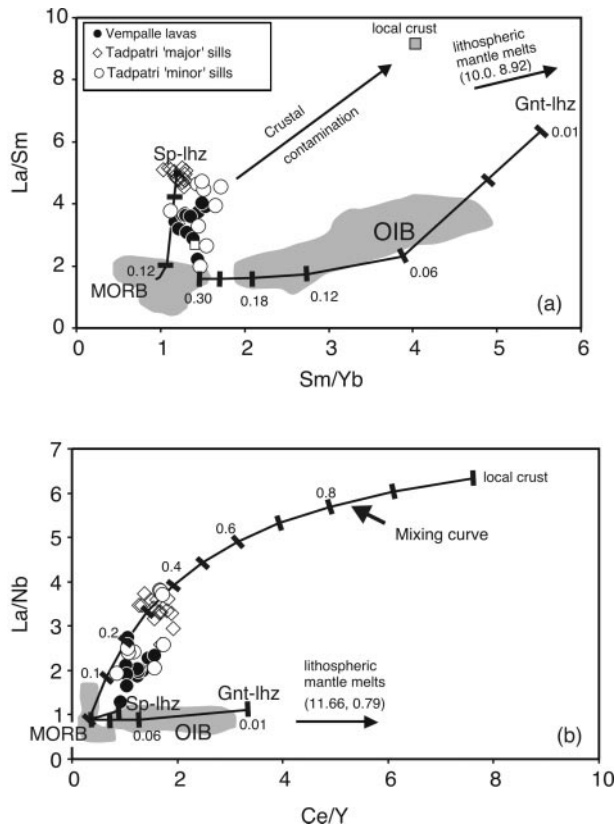 10
8
6
4
2
0
La/Sm
Vempalle lavas
Tadpatri 'major' sills
Tadpatri 'minor' sills
local crust
lithospheric
mantle melts
(10.0. 8.92)
Gnt-lhz
0.01
Crustal
contamination
Sp-lhz
OIB
0.12
MORB
0.30
0.18
0.12
0.06
(a)
0 1 2 3 4 5 6
Sm/Yb
7
6
5
4
3
2
1
0
La/Nb
local crust
0.8
Mixing curve
0.6
0.4
0.2
0.1
lithospheric
mantle melts
(11.66, 0.79)
Sp-lhz
Gnt-lhz
MORB
0.06
OIB
0.01
(b)
0 2 4 6 8 10
Ce/Y